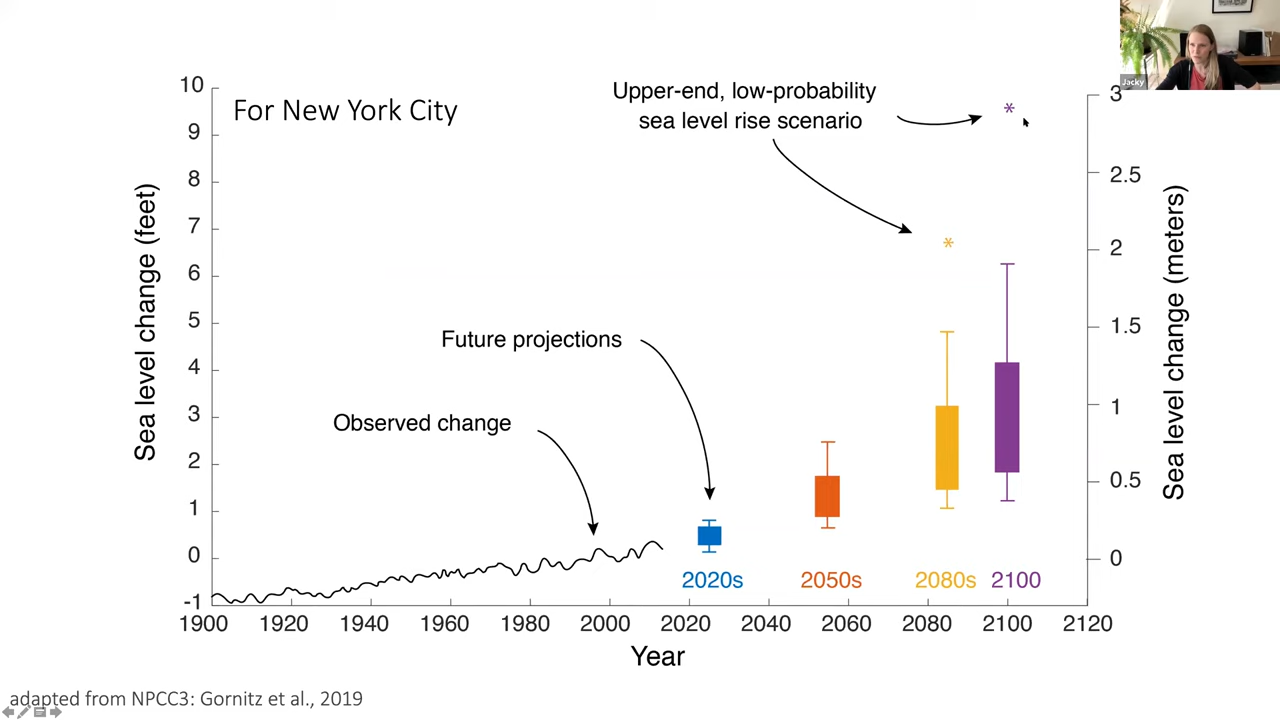 Jacky
For New York City
Upper-end, low-probability
sea level rise scenario
*
*
Future projections
Observed change
Sea level change (feet)
10
9
8
7
6
5
4
3
2
1
0
-1
3
2.5
2
1.5
1
0.5
0
Sea level change (meters)
2020s
2050s
2080s
2100
1900
1920
1940
1960
1980
2000
2020
2040
2060
2080
2100
2120
Year
adapted from NPCC3: Gornitz et al., 2019